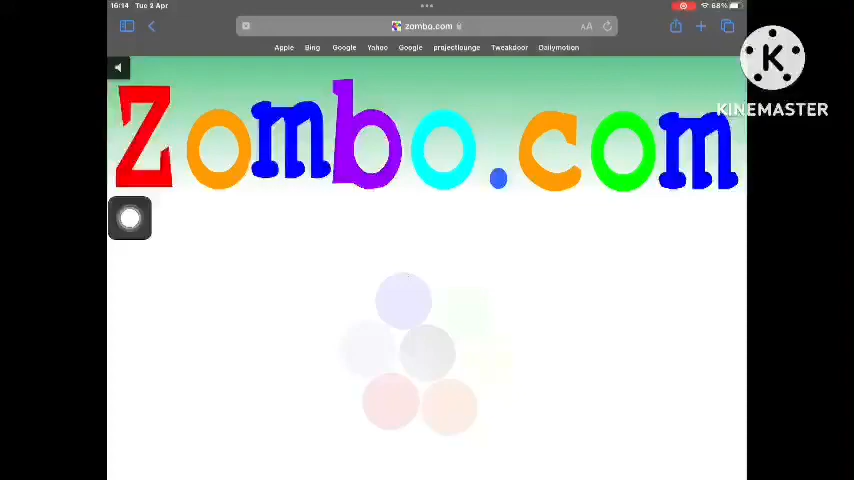 16:14 Tue 2 Apr 68%
zombo.com AA
Apple Bing Google Yahoo Google projectlounge Tweakdoor Dailymotion
K
KINEMASTER
Zombo.com